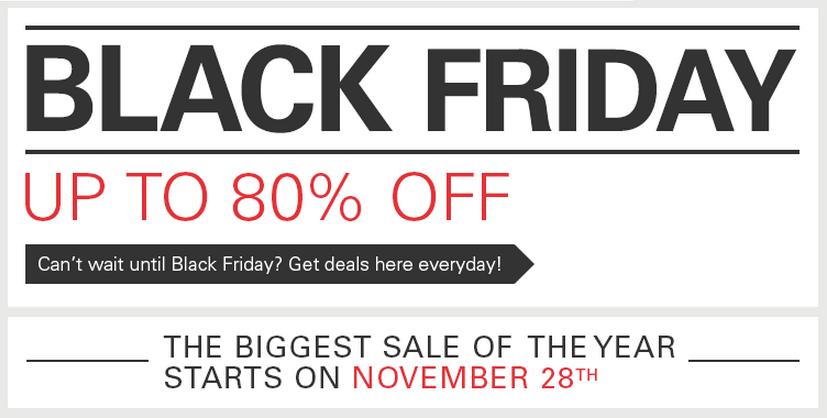 BLACK FRIDAY
UP TO 80% OFF
Can't wait until Black Friday? Get deals here everyday!
THE BIGGEST SALE OF THE YEAR
STARTS ON NOVEMBER 28TH